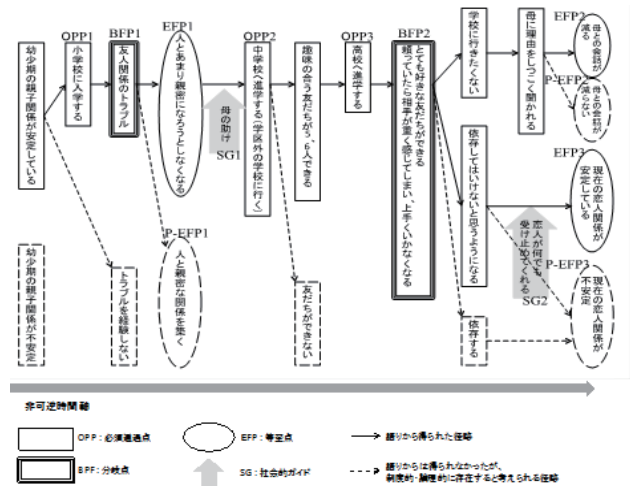 OPP1
BFP1
EFP1
OPP2
OPP3
BFP2
EFP2
幼少期の親子関係が安定している
小学校に入学する
友人関係のトラブル
人とあまり親密になろうとしなくなる
母の助け
SG1
中学校へ進学する(学区外の学校に行く)
趣味の合う友だちが5、6人できる
高校へ進学する
とても好きな友だちができる
頼っていたら相手が重く感じてしまい、上手くいかなくなる
学校に行きたくない
母に理由をしつこく聞かれる
母との会話が
減る
P-EFP2
母との会話が
減らない
依存してはいけないと思うようになる
EFP3
現在の恋人関係が
安定している
恋人が何でも
受け止めてくれる
SG2
P-EFP3
現在の恋人関係が
不安定
依存する
幼少期の親子関係が不安定
トラブルを経験しない
P-EFP1
人と親密な関係を築く
友だちができない
非可逆時間軸
OPP:必須通過点
EFP:等至点
語りから得られた径路
BPF:分岐点
SG:社会的ガイド
語りからは得られなかったが、
制度的・論理的に存在すると考えられる径路